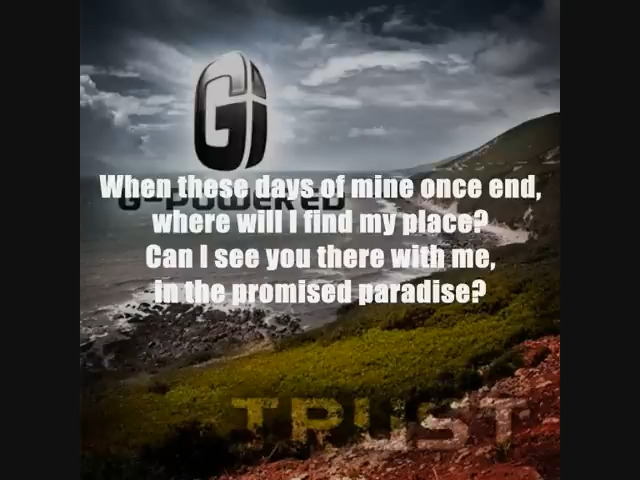 G
G-POWERED
When these days of mine once end,
where will I find my place?
Can I see you there with me,
in the promised paradise?
TRUST